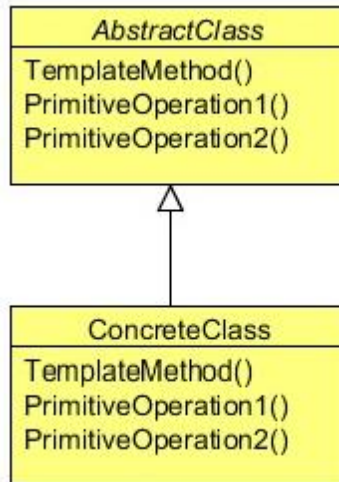 AbstractClass
TemplateMethod()
PrimitiveOperation1()
PrimitiveOperation2()
ConcreteClass
TemplateMethod()
PrimitiveOperation1()
PrimitiveOperation2()